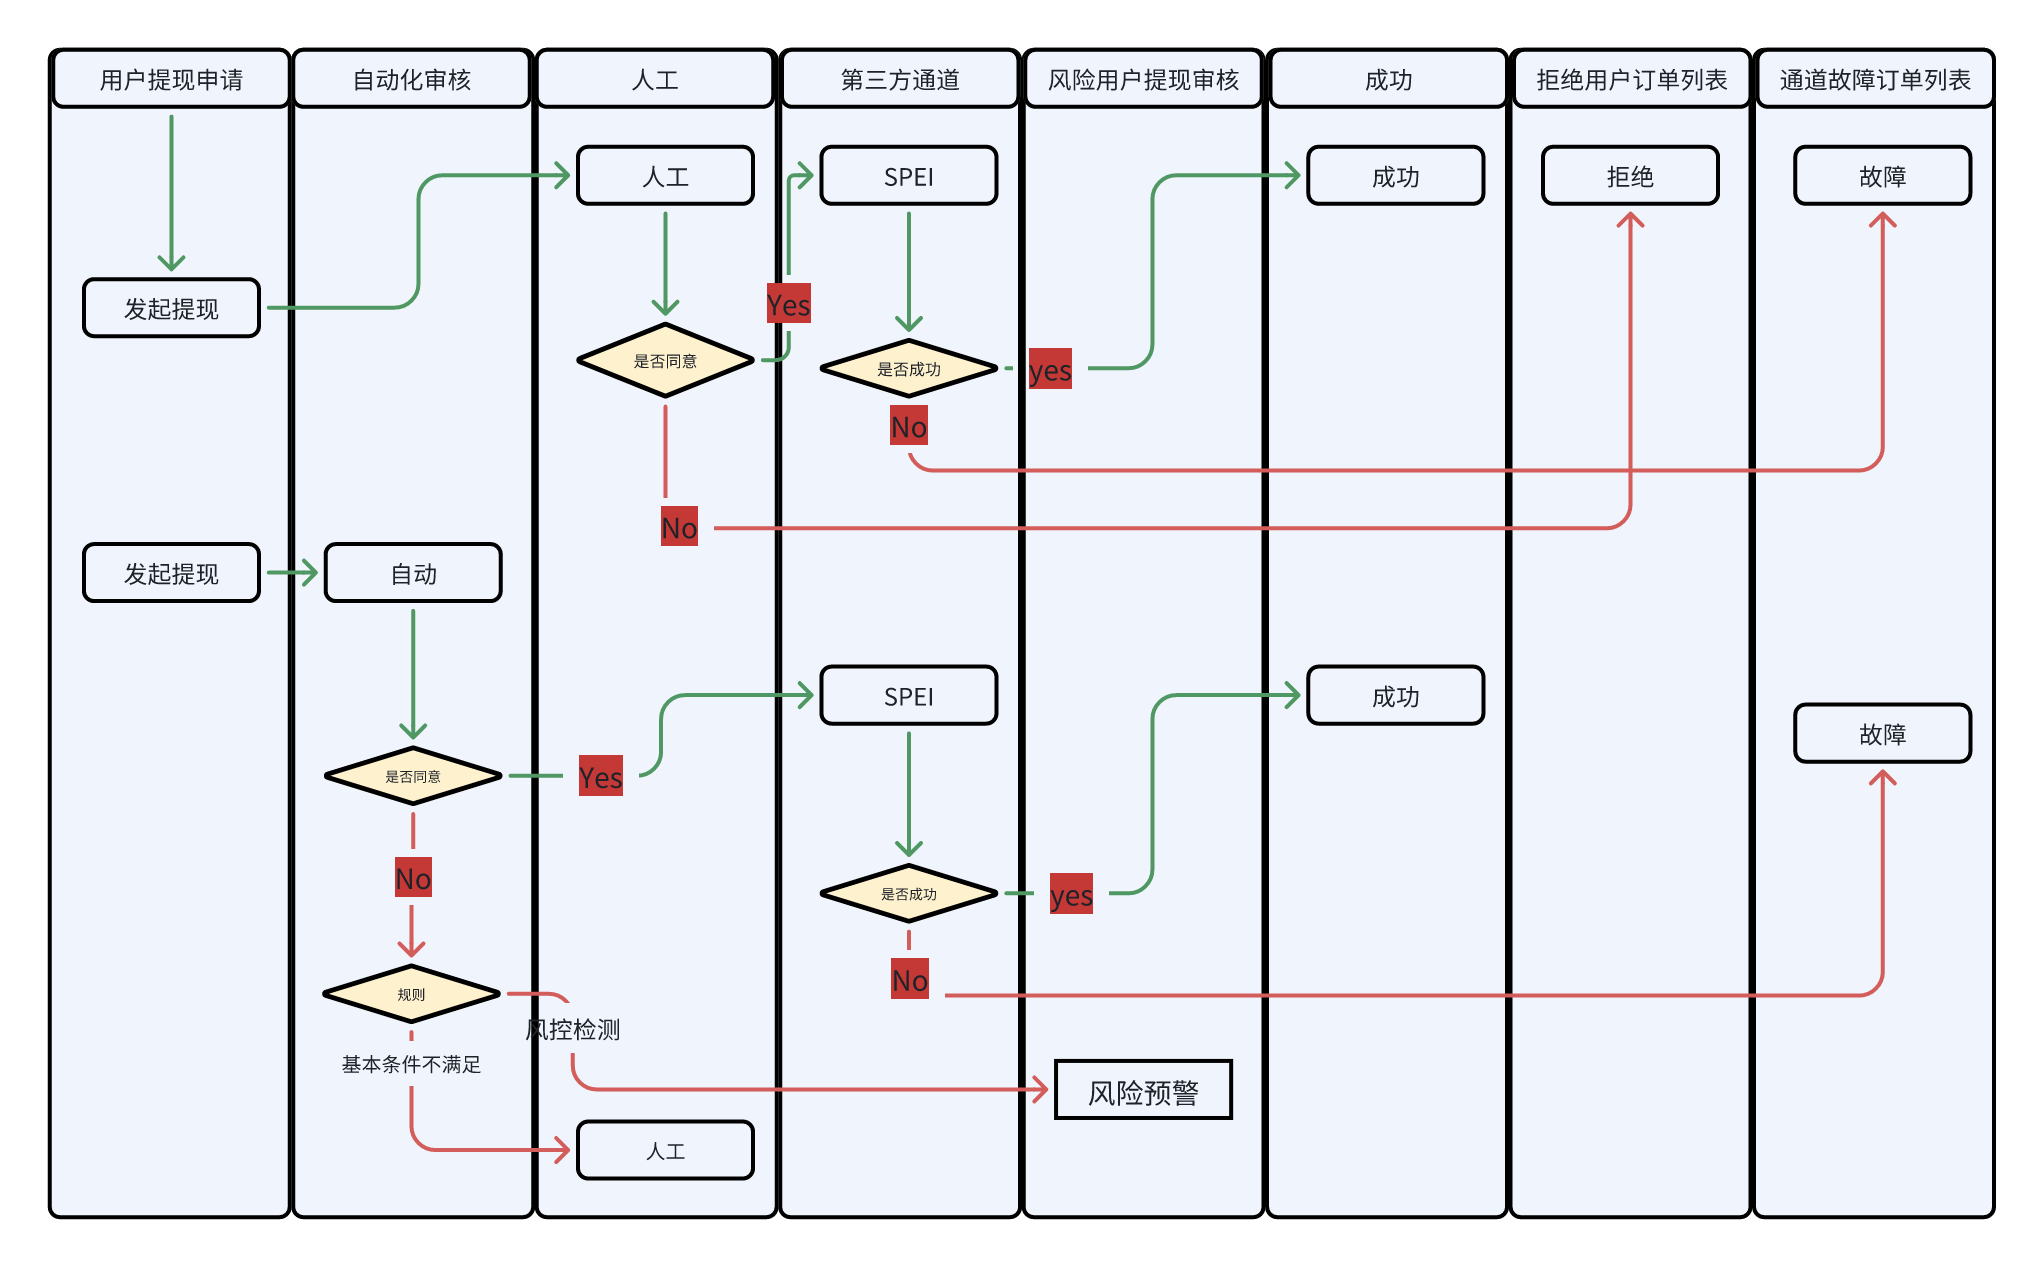 用户提现申请
自动化审核
人工
第三方通道
风险用户提现审核
成功
拒绝用户订单列表
通道故障订单列表
人工
SPEI
成功
拒绝
故障
发起提现
Yes
是否同意
是否成功
yes
No
No
发起提现
自动
SPEI
成功
故障
是否同意
Yes
No
是否成功
yes
No
规则
风控检测
基本条件不满足
风险预警
人工